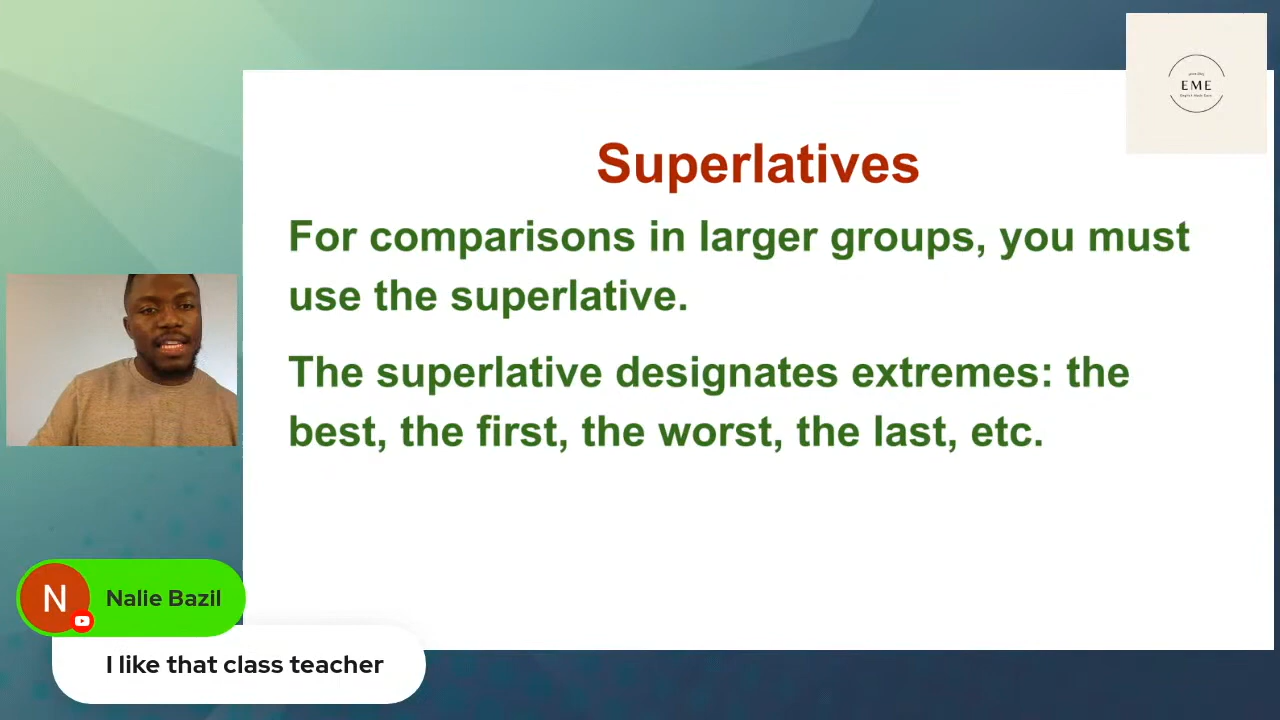 EME
Superlatives
For comparisons in larger groups, you must
use the superlative.
The superlative designates extremes: the
best, the first, the worst, the last, etc.
N
Nalie Bazil
I like that class teacher